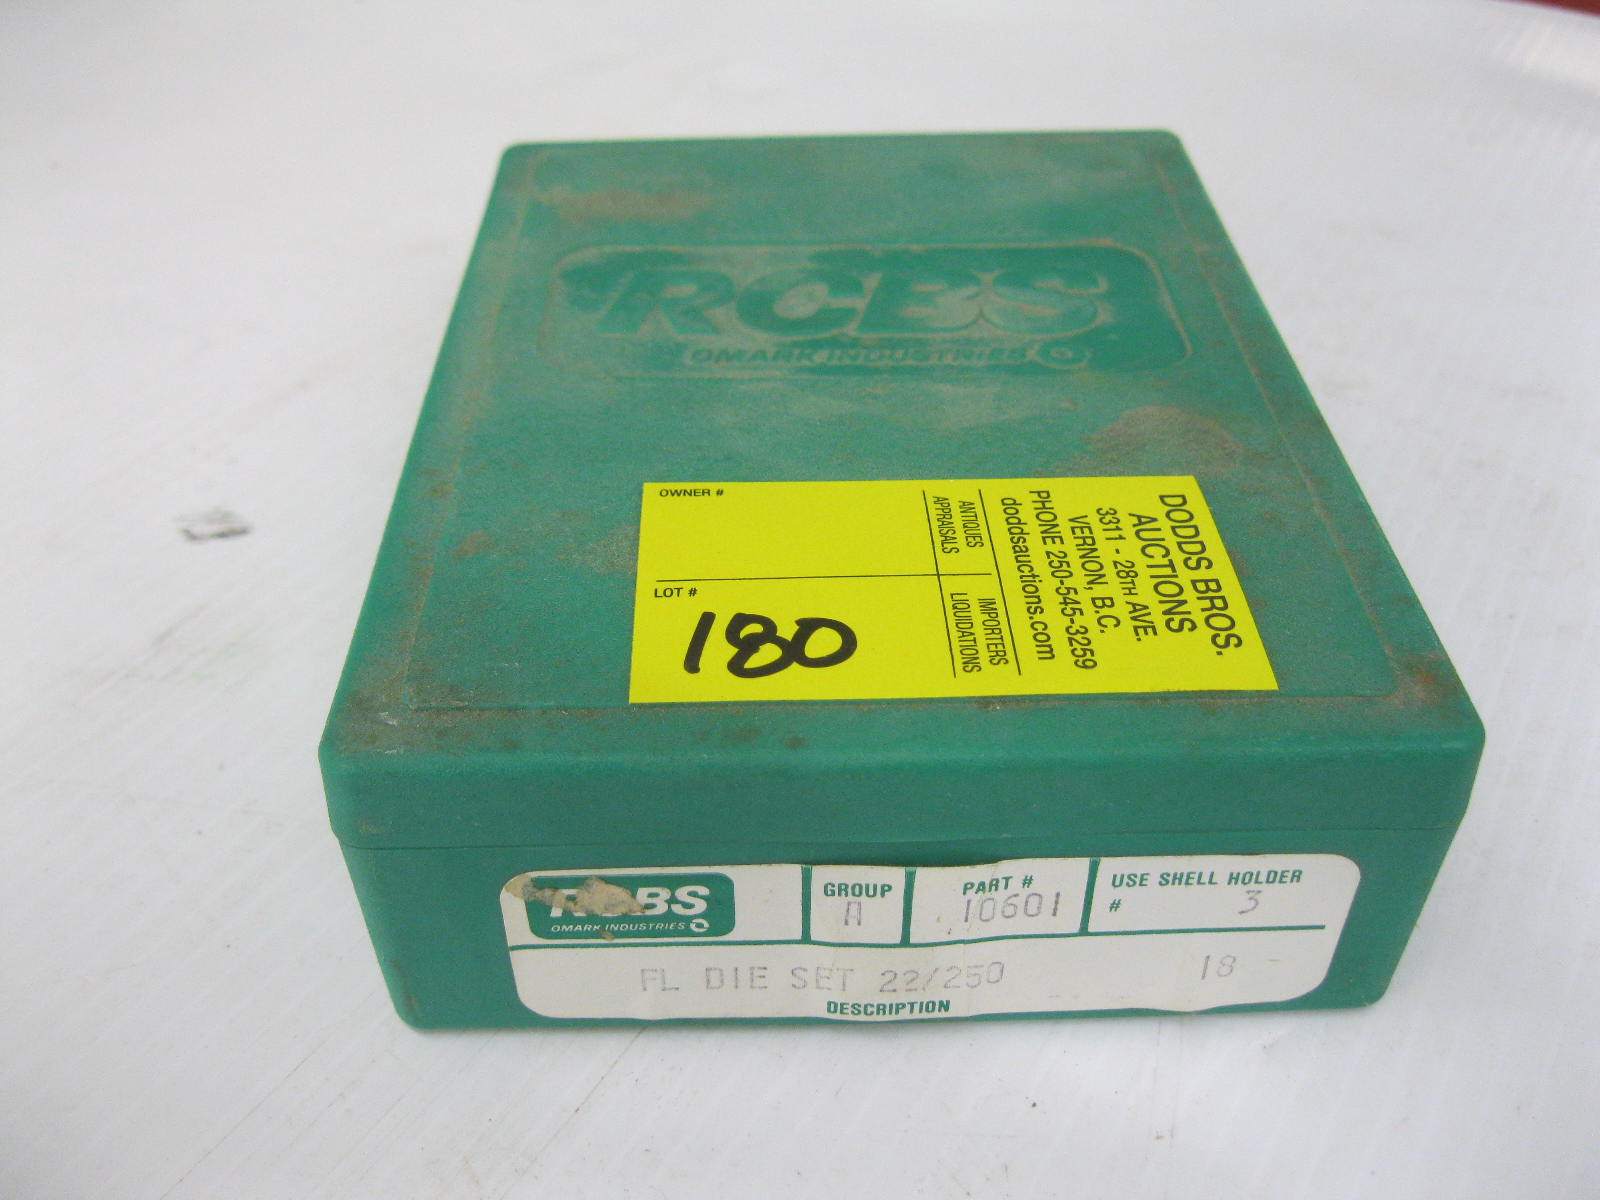 RCBS
OMARK INDUSTRIES
OWNER #
LOT #
180
DODDS BROS.
AUCTIONS
3311 - 28TH AVE.
VERNON, B.C.
PHONE 250-545-3259
doddsauctions.com
ANTIQUES
APPRAISALS
IMPORTERS
LIQUIDATIONS
RCBS
OMARK INDUSTRIES
GROUP
A
PART #
10601
USE SHELL HOLDER
# 3
FL DIE SET 22/250 18
DESCRIPTION